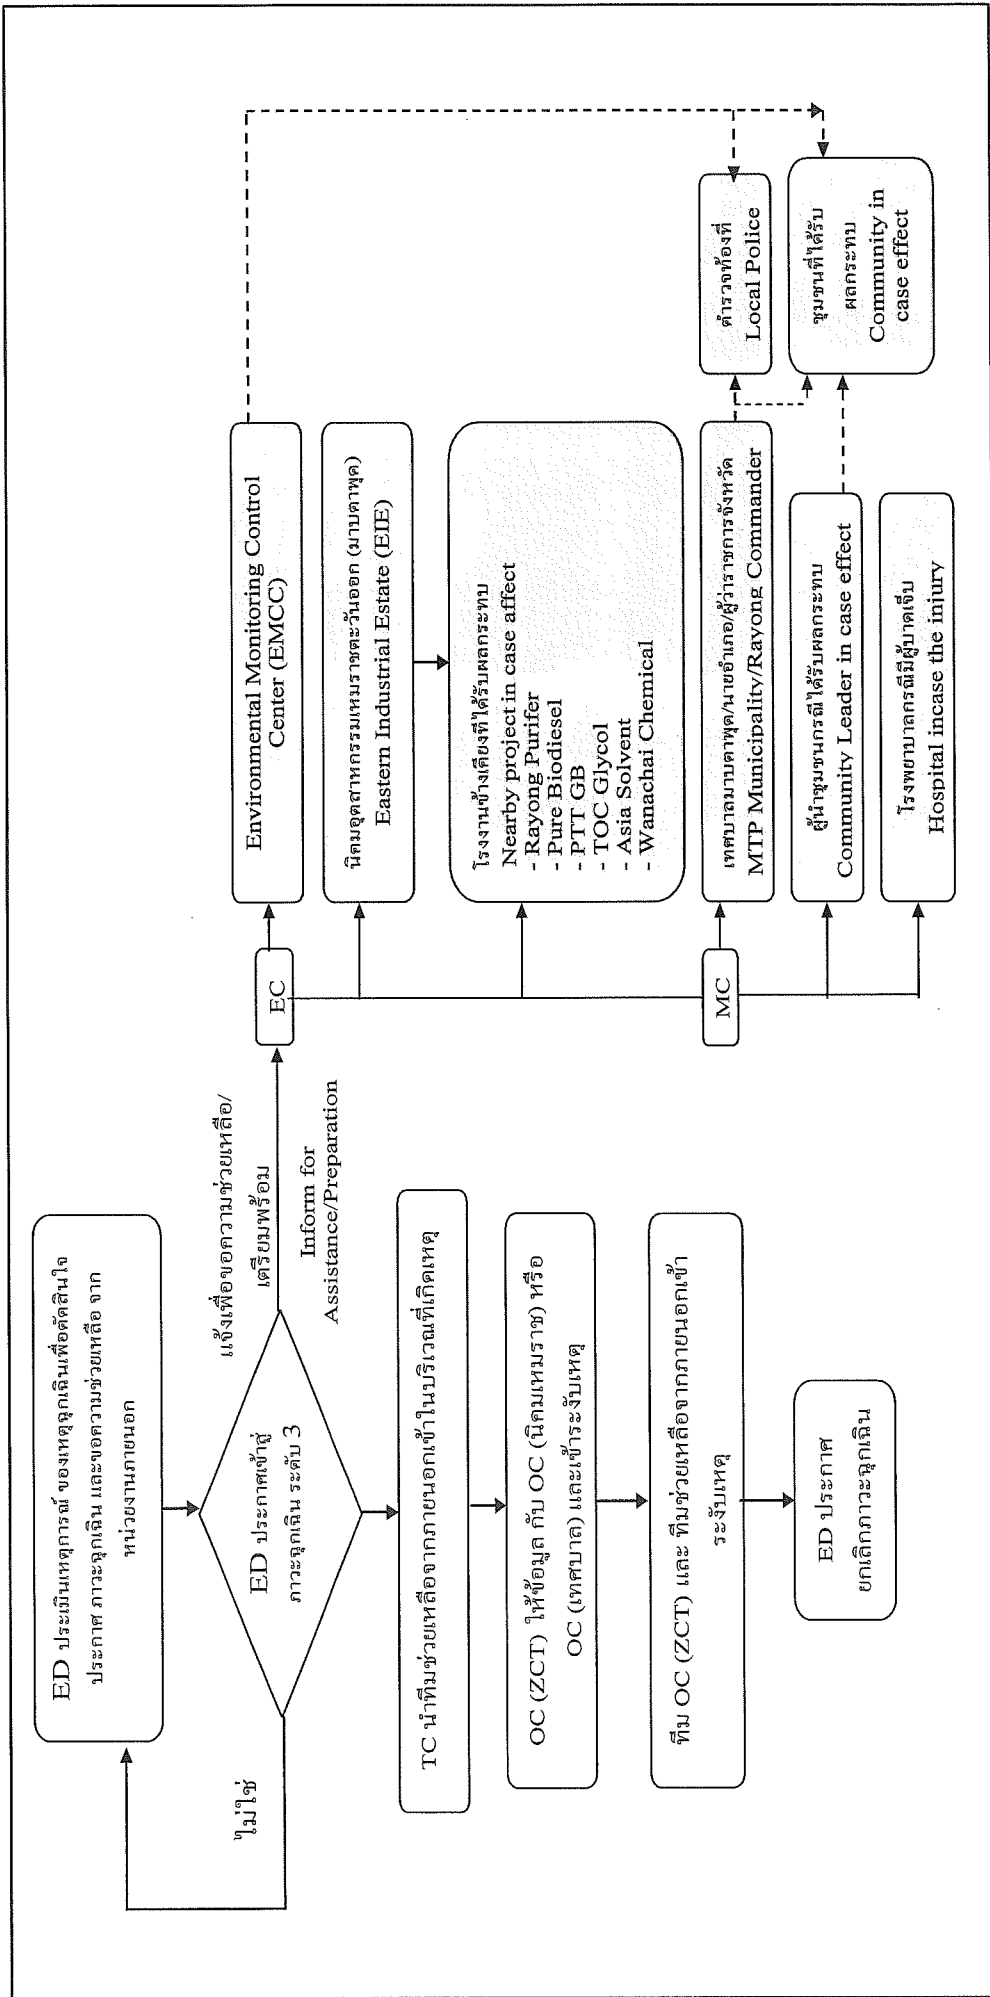 ED ประเมินเหตุการณ์ ของเหตุฉุกเฉินเพื่อตัดสินใจ
ประกาศ ภาวะฉุกเฉิน และขอความช่วยเหลือ จาก
หน่วยงานภายนอก
ไม่ใช่
ED ประกาศเข้าสู่
ภาวะฉุกเฉิน ระดับ 3
แจ้งเพื่อขอความช่วยเหลือ/
เตรียมพร้อม
Inform for
Assistance/Preparation
TC นำทีมช่วยเหลือจากภายนอกเข้าในบริเวณที่เกิดเหตุ
OC (ZCT) ให้ข้อมูล กับ OC (นิคมเหมราช) หรือ
OC (เทศบาล) และเข้าระงับเหตุ
ทีม OC (ZCT) และ ทีมช่วยเหลือจากภายนอกเข้า
ระงับเหตุ
ED ประกาศ
ยกเลิกภาวะฉุกเฉิน
EC
MC
Environmental Monitoring Control
Center (EMCC)
นิคมอุตสาหกรรมเหมราชตะวันออก (มาบตาพุด)
Eastern Industrial Estate (EIE)
โรงงานข้างเคียงที่ได้รับผลกระทบ
Nearby project in case affect
- Rayong Purifer
- Pure Biodiesel
- PTT GB
- TOC Glycol
- Asia Solvent
- Wanachai Chemical
เทศบาลมาบตาพุด/นายอำเภอ/ผู้ว่าราชการจังหวัด
MTP Municipality/Rayong Commander
ผู้นำชุมชนกรณีได้รับผลกระทบ
Community Leader in case effect
โรงพยาบาลกรณีมีผู้บาดเจ็บ
Hospital incase the injury
ตำรวจท้องที่
Local Police
ชุมชนที่ได้รับ
ผลกระทบ
Community in
case effect